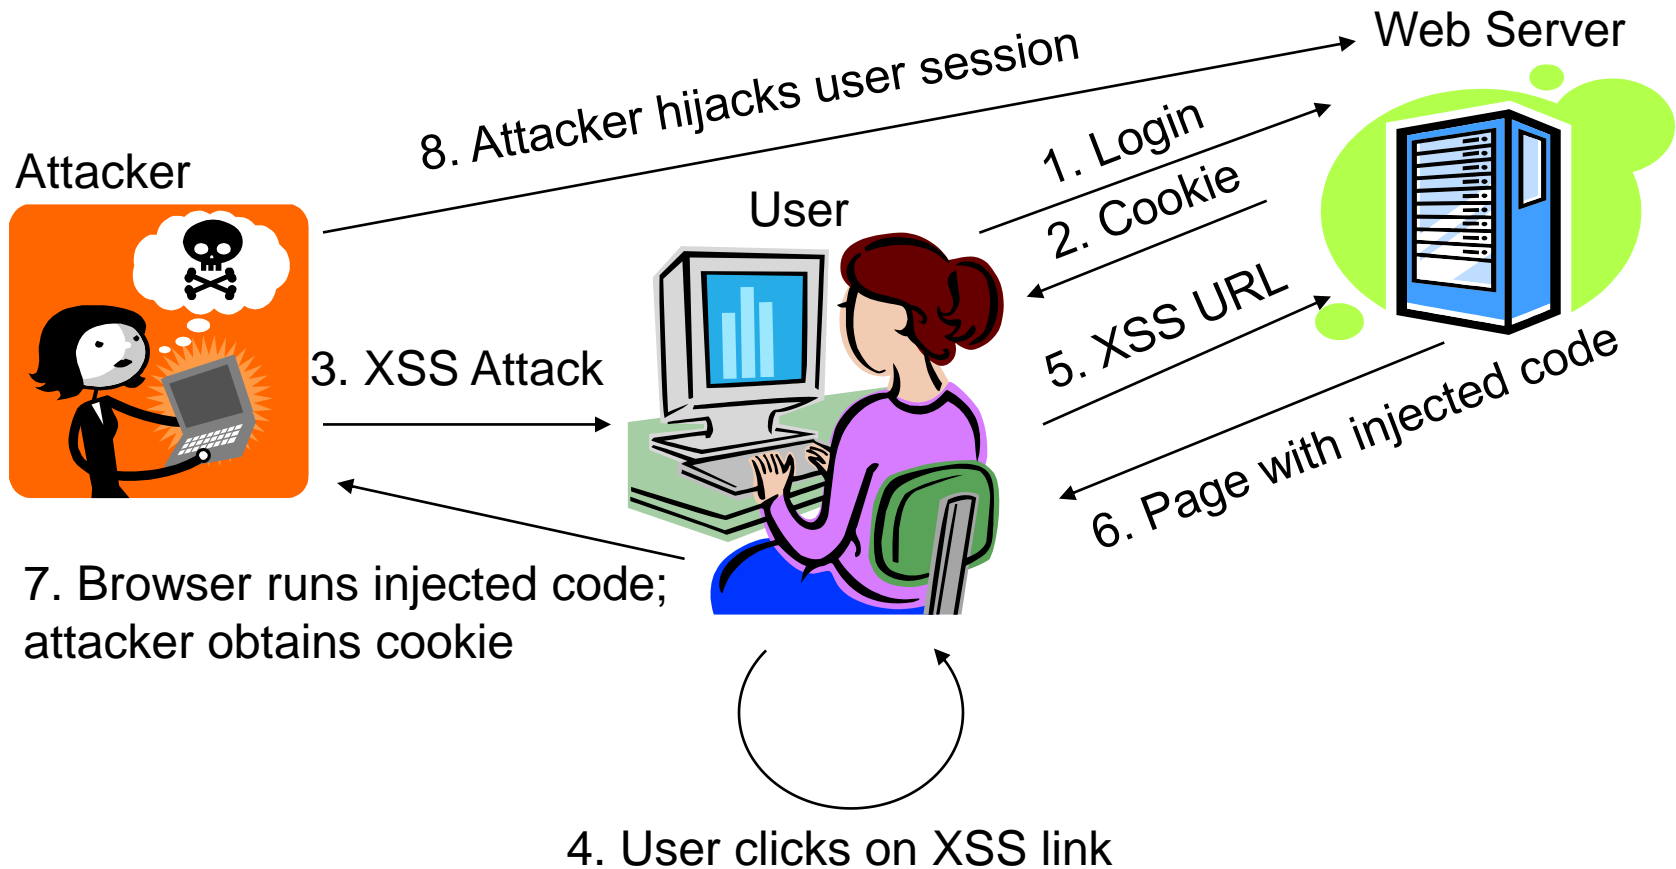 Web Server
8. Attacker hijacks user session
1. Login
Attacker
2. Cookie
User
5. XSS URL
3. XSS Attack
6. Page with injected code
7. Browser runs injected code;
attacker obtains cookie
4. User clicks on XSS link